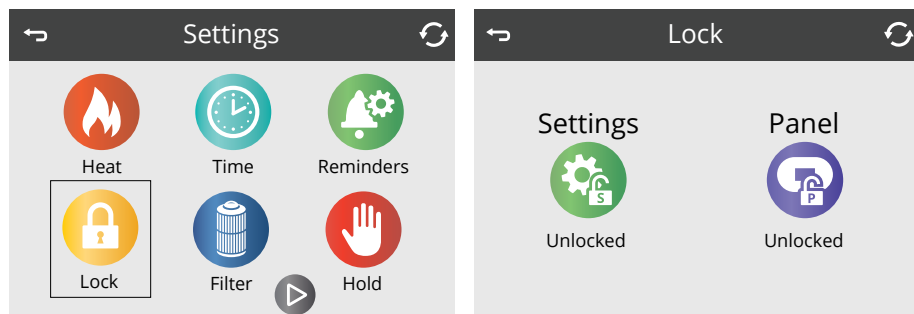 Settings
Heat
Time
Reminders
Lock
Filter
Hold
Lock
Settings
Panel
S
P
Unlocked
Unlocked